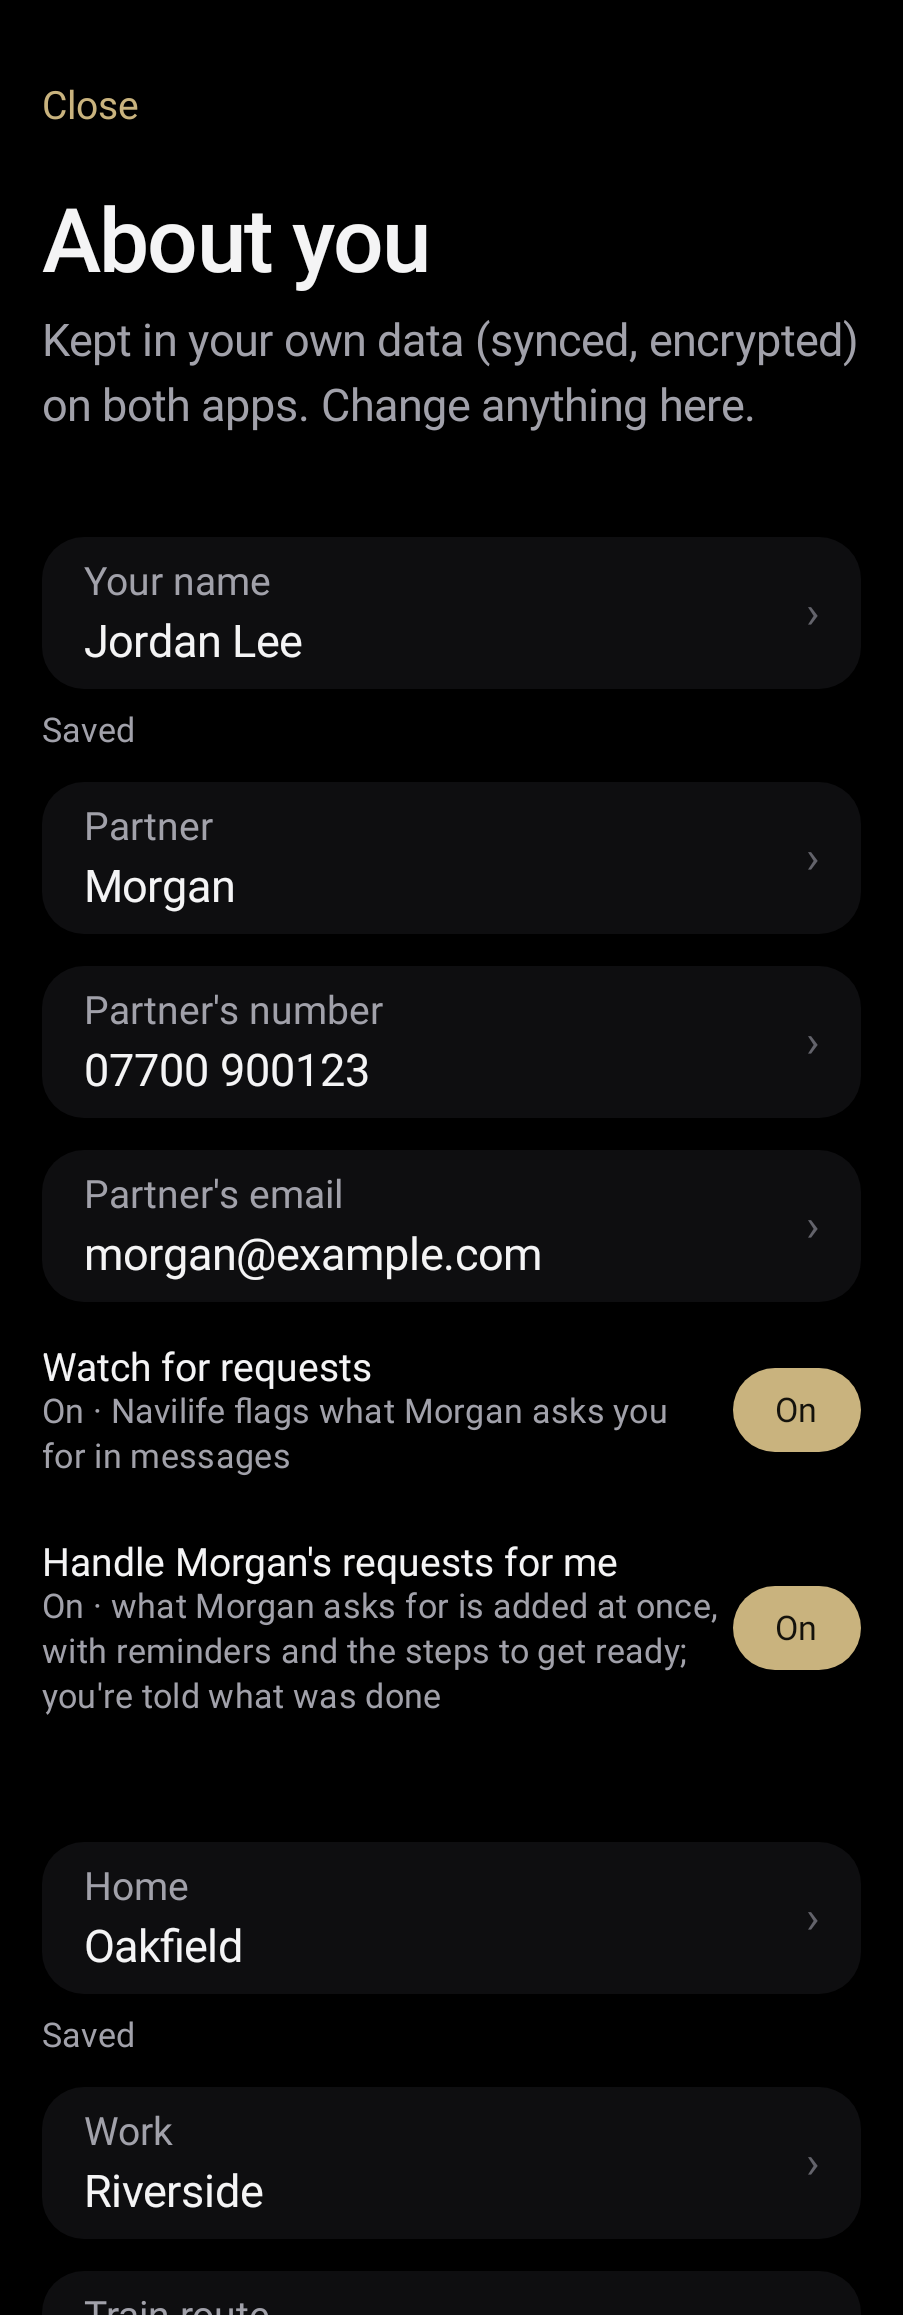 Close
About you
Kept in your own data (synced, encrypted)
on both apps. Change anything here.
Your name
Jordan Lee
›
Saved
Partner
Morgan
›
Partner's number
07700 900123
›
Partner's email
morgan@example.com
›
Watch for requests
On · Navilife flags what Morgan asks you
for in messages
On
Handle Morgan's requests for me
On · what Morgan asks for is added at once,
with reminders and the steps to get ready;
you're told what was done
On
Home
Oakfield
›
Saved
Work
Riverside
›
Train route